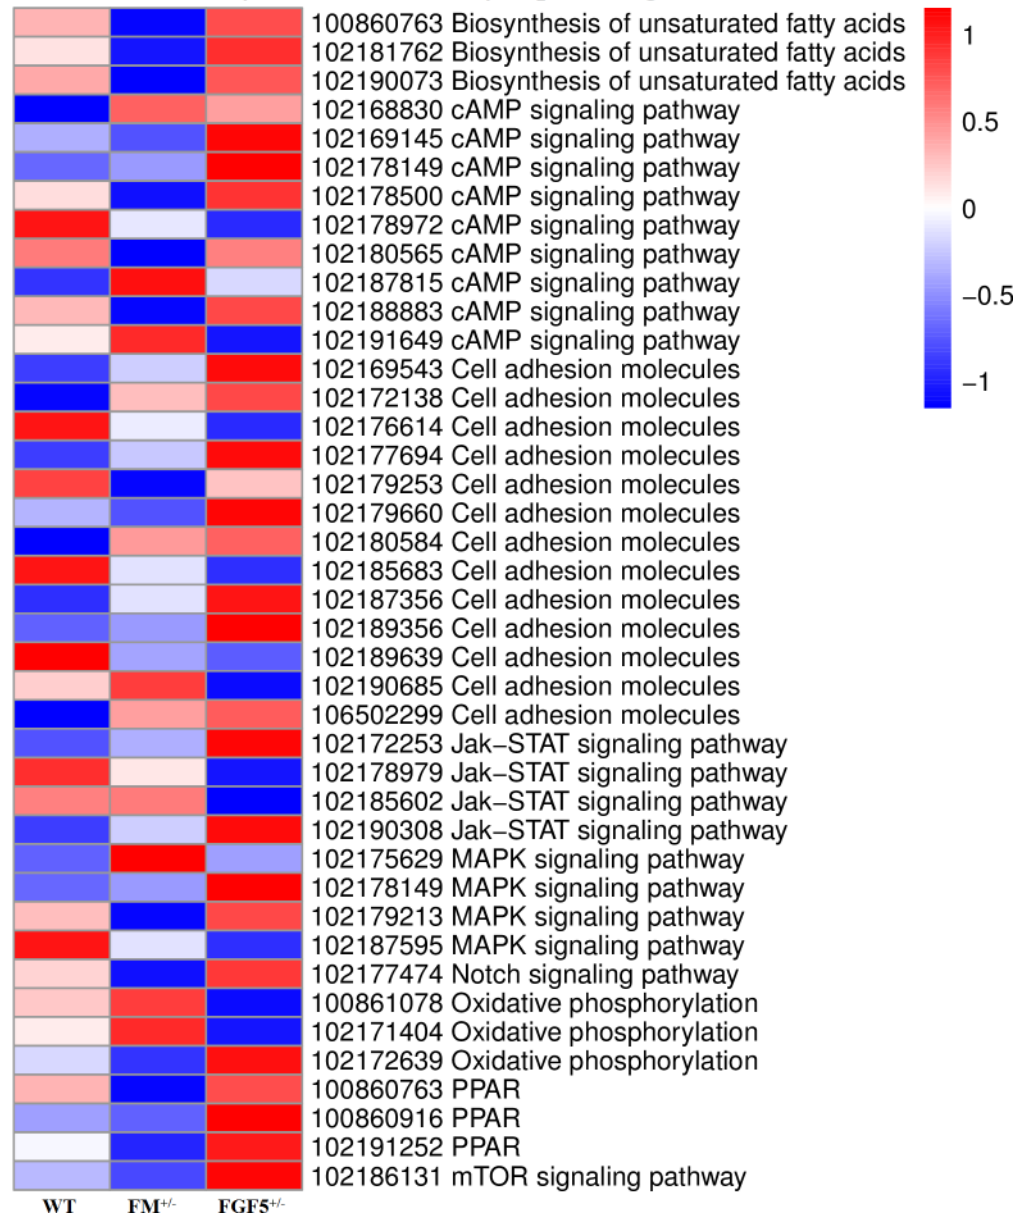 100860763 Biosynthesis of unsaturated fatty acids
102181762 Biosynthesis of unsaturated fatty acids
102190073 Biosynthesis of unsaturated fatty acids
102168830 cAMP signaling pathway
102169145 cAMP signaling pathway
102178149 cAMP signaling pathway
102178500 cAMP signaling pathway
102178972 cAMP signaling pathway
102180565 cAMP signaling pathway
102187815 cAMP signaling pathway
102188883 cAMP signaling pathway
102191649 cAMP signaling pathway
102169543 Cell adhesion molecules
102172138 Cell adhesion molecules
102176614 Cell adhesion molecules
102177694 Cell adhesion molecules
102179253 Cell adhesion molecules
102179660 Cell adhesion molecules
102180584 Cell adhesion molecules
102185683 Cell adhesion molecules
102187356 Cell adhesion molecules
102189356 Cell adhesion molecules
102189639 Cell adhesion molecules
102190685 Cell adhesion molecules
106502299 Cell adhesion molecules
102172253 Jak−STAT signaling pathway
102178979 Jak−STAT signaling pathway
102185602 Jak−STAT signaling pathway
102190308 Jak−STAT signaling pathway
102175629 MAPK signaling pathway
102178149 MAPK signaling pathway
102179213 MAPK signaling pathway
102187595 MAPK signaling pathway
102177474 Notch signaling pathway
100861078 Oxidative phosphorylation
102171404 Oxidative phosphorylation
102172639 Oxidative phosphorylation
100860763 PPAR
100860916 PPAR
102191252 PPAR
102186131 mTOR signaling pathway
WT FM+/- FGF5+/-
1
0.5
0
−0.5
−1